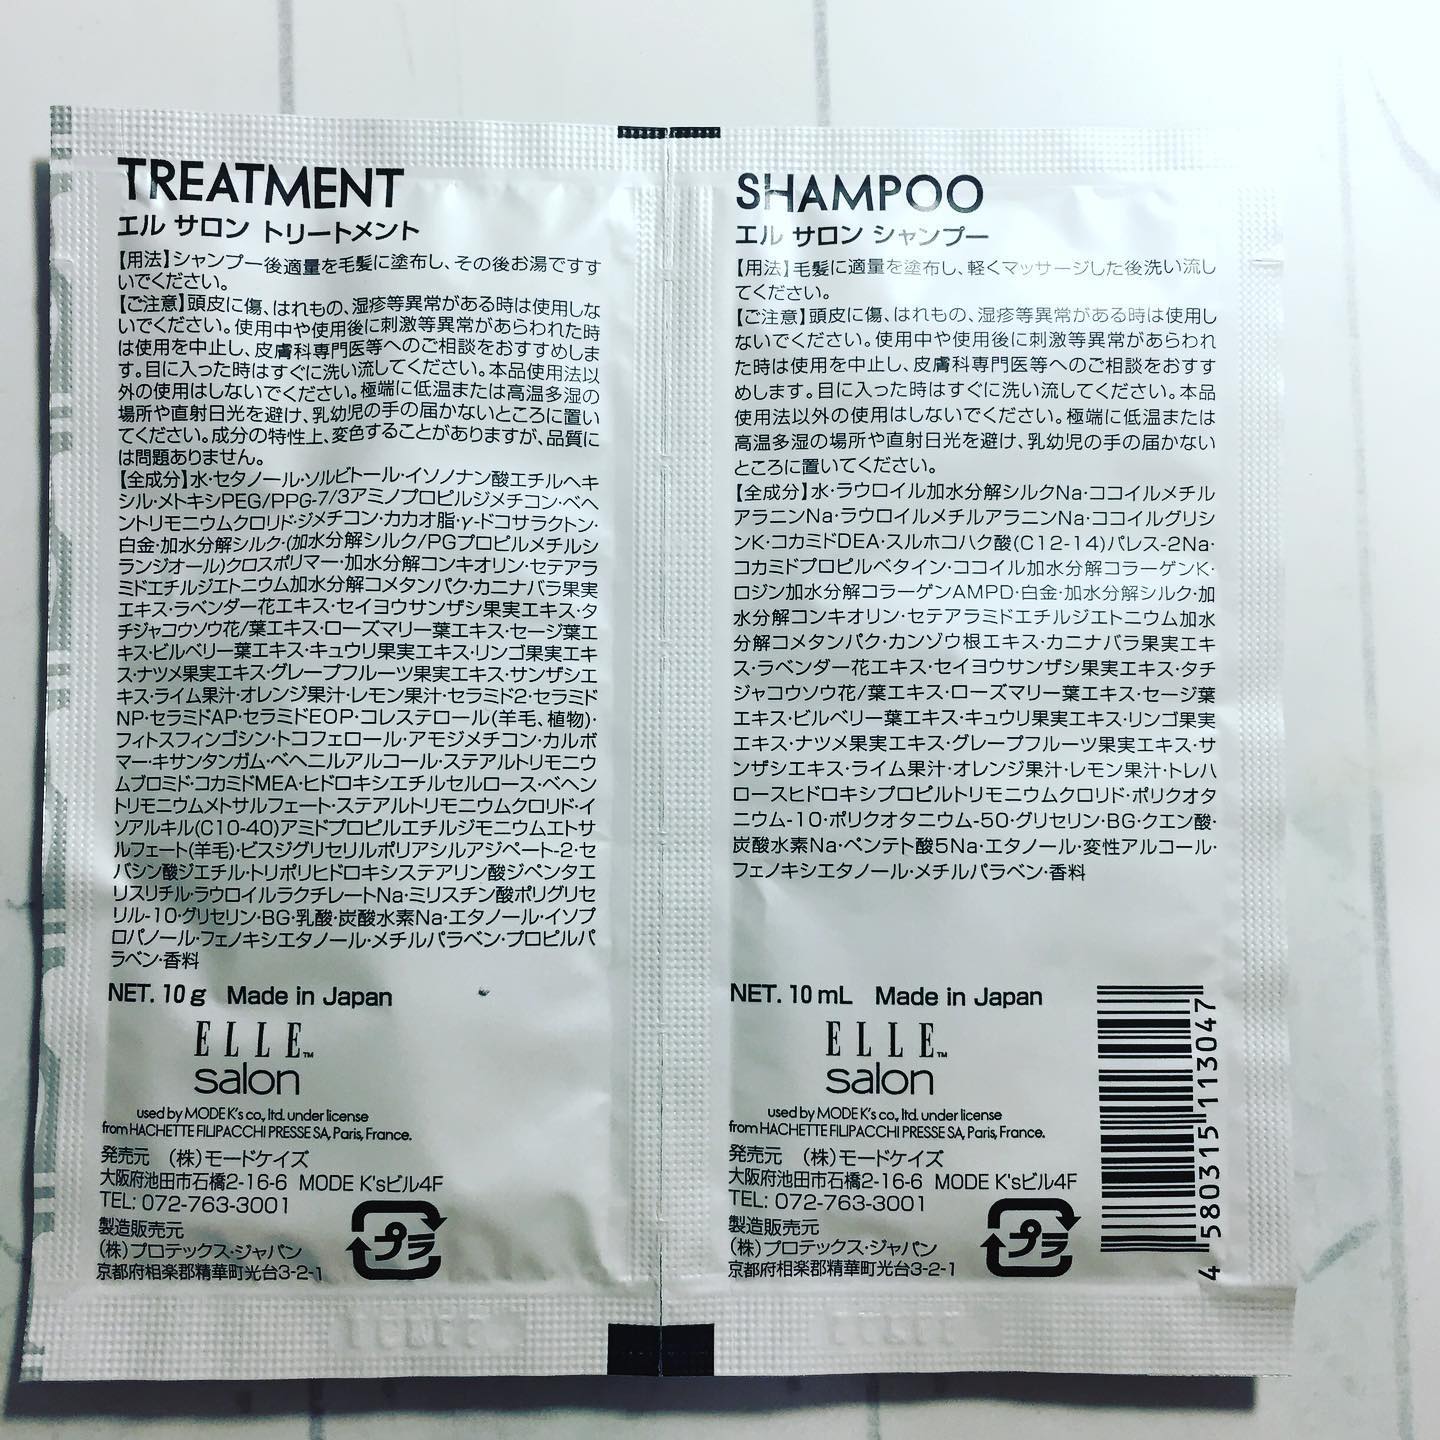 TREATMENT
エル サロン トリートメント
【用法】シャンプー後適量を毛髪に塗布し、その後お湯ですす
いでください。
【ご注意】頭皮に傷、はれもの、湿疹等異常がある時は使用しな
いでください。使用中や使用後に刺激等異常があらわれた時
は使用を中止し、皮膚科専門医等へのご相談をおすすめしま
す。目に入った時はすぐに洗い流してください。本品使用法以
外の使用はしないでください。極端に低温または高温多湿の
場所や直射日光を避け、乳幼児の手の届かないところに置い
てください。成分の特性上、変色することがありますが、品質に
は問題ありません。
【全成分】水・セタノール・ソルビトール・イソノナン酸エチルヘキ
シル・メトキシPEG/PPG-7/3アミノプロピルジメチコン・ベヘ
ントリモニウムクロリド・ジメチコン・カカオ脂・γ-ドコサラクトン・
白金・加水分解シルク・(加水分解シルク/PGプロピルメチルシ
ランジオール)クロスポリマー・加水分解コンキオリン・セテアラ
ミドエチルジエトニウム加水分解コメタンパク・カニナバラ果実
エキス・ラベンダー花エキス・セイヨウサンザシ果実エキス・タ
チジャコウソウ花/葉エキス・ローズマリー葉エキス・セージ葉エ
キス・ビルベリー葉エキス・キュウリ果実エキス・リンゴ果実エキ
ス・ナツメ果実エキス・グレープフルーツ果実エキス・サンザシエ
キス・ライム果汁・オレンジ果汁・レモン果汁・セラミド2・セラミド
NP・セラミドAP・セラミドEOP・コレステロール(羊毛、植物)・
フィトスフィンゴシン・トコフェロール・アモジメチコン・カルボ
マー・キサンタンガム・ベヘニルアルコール・ステアルトリモニウ
ムブロミド・コカミドMEA・ヒドロキシエチルセルロース・ベヘン
トリモニウムメトサルフェート・ステアルトリモニウムクロリド・イ
ソアルキル(C10-40)アミドプロピルエチルジモニウムエトサ
ルフェート(羊毛)・ビスジグリセリルポリアシルアジペート-2・セ
バシン酸ジエチル・トリポリヒドロキシステアリン酸ジペンタエ
リスリチル・ラウロイルラクチレートNa・ミリスチン酸ポリグリセ
リル-10・グリセリン・BG・乳酸・炭酸水素Na・エタノール・イソプ
ロパノール・フェノキシエタノール・メチルパラベン・プロピルパ
ラベン・香料
NET. 10g Made in Japan
ELLE™
salon
used by MODE K's co., ltd. under license
from HACHETTE FILIPACCHI PRESSE SA, Paris, France.
発売元 (株)モードケイズ
大阪府池田市石橋2-16-6 MODE K'sビル4F
TEL: 072-763-3001
製造販売元
(株)プロテックス・ジャパン
京都府相楽郡精華町光台3-2-1
プラ
SHAMPOO
エル サロン シャンプー
【用法】毛髪に適量を塗布し、軽くマッサージした後洗い流し
てください。
【ご注意】頭皮に傷、はれもの、湿疹等異常がある時は使用し
ないでください。使用中や使用後に刺激等異常があらわれ
た時は使用を中止し、皮膚科専門医等へのご相談をおすす
めします。目に入った時はすぐに洗い流してください。本品
使用法以外の使用はしないでください。極端に低温または
高温多湿の場所や直射日光を避け、乳幼児の手の届かない
ところに置いてください。
【全成分】水・ラウロイル加水分解シルクNa・ココイルメチル
アラニンNa・ラウロイルメチルアラニンNa・ココイルグリシ
ンK・コカミドDEA・スルホコハク酸(C12-14)パレス-2Na・
コカミドプロピルベタイン・ココイル加水分解コラーゲンK・
ロジン加水分解コラーゲンAMPD・白金・加水分解シルク・加
水分解コンキオリン・セテアラミドエチルジエトニウム加水
分解コメタンパク・カンゾウ根エキス・カニナバラ果実エキ
ス・ラベンダー花エキス・セイヨウサンザシ果実エキス・タチ
ジャコウソウ花/葉エキス・ローズマリー葉エキス・セージ葉
エキス・ビルベリー葉エキス・キュウリ果実エキス・リンゴ果実
エキス・ナツメ果実エキス・グレープフルーツ果実エキス・サ
ンザシエキス・ライム果汁・オレンジ果汁・レモン果汁・トレハ
ロースヒドロキシプロピルトリモニウムクロリド・ポリクオタ
ニウム-10・ポリクオタニウム-50・グリセリン・BG・クエン酸・
炭酸水素Na・ペンテト酸5Na・エタノール・変性アルコール・
フェノキシエタノール・メチルパラベン・香料
NET. 10mL Made in Japan
ELLE™
salon
used by MODE K's co., ltd. under license
from HACHETTE FILIPACCHI PRESSE SA, Paris, France.
発売元 (株)モードケイズ
大阪府池田市石橋2-16-6 MODE K'sビル4F
TEL: 072-763-3001
製造販売元
(株)プロテックス・ジャパン
京都府相楽郡精華町光台3-2-1
プラ
4 580315 113047